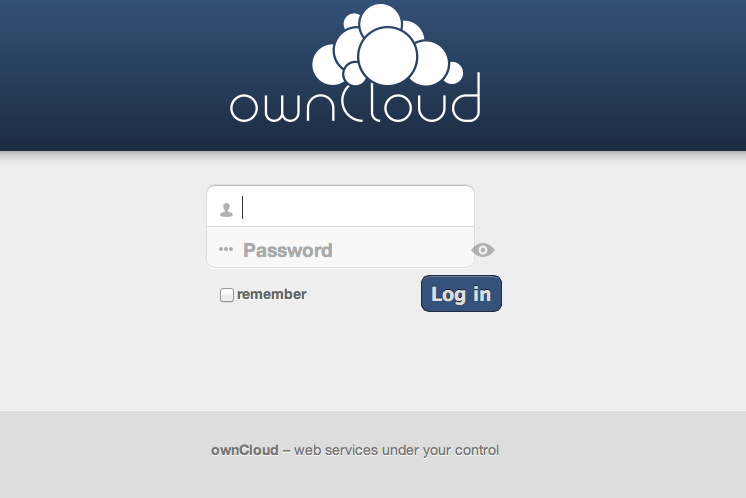 ownCloud
Password
remember
Log in
ownCloud – web services under your control